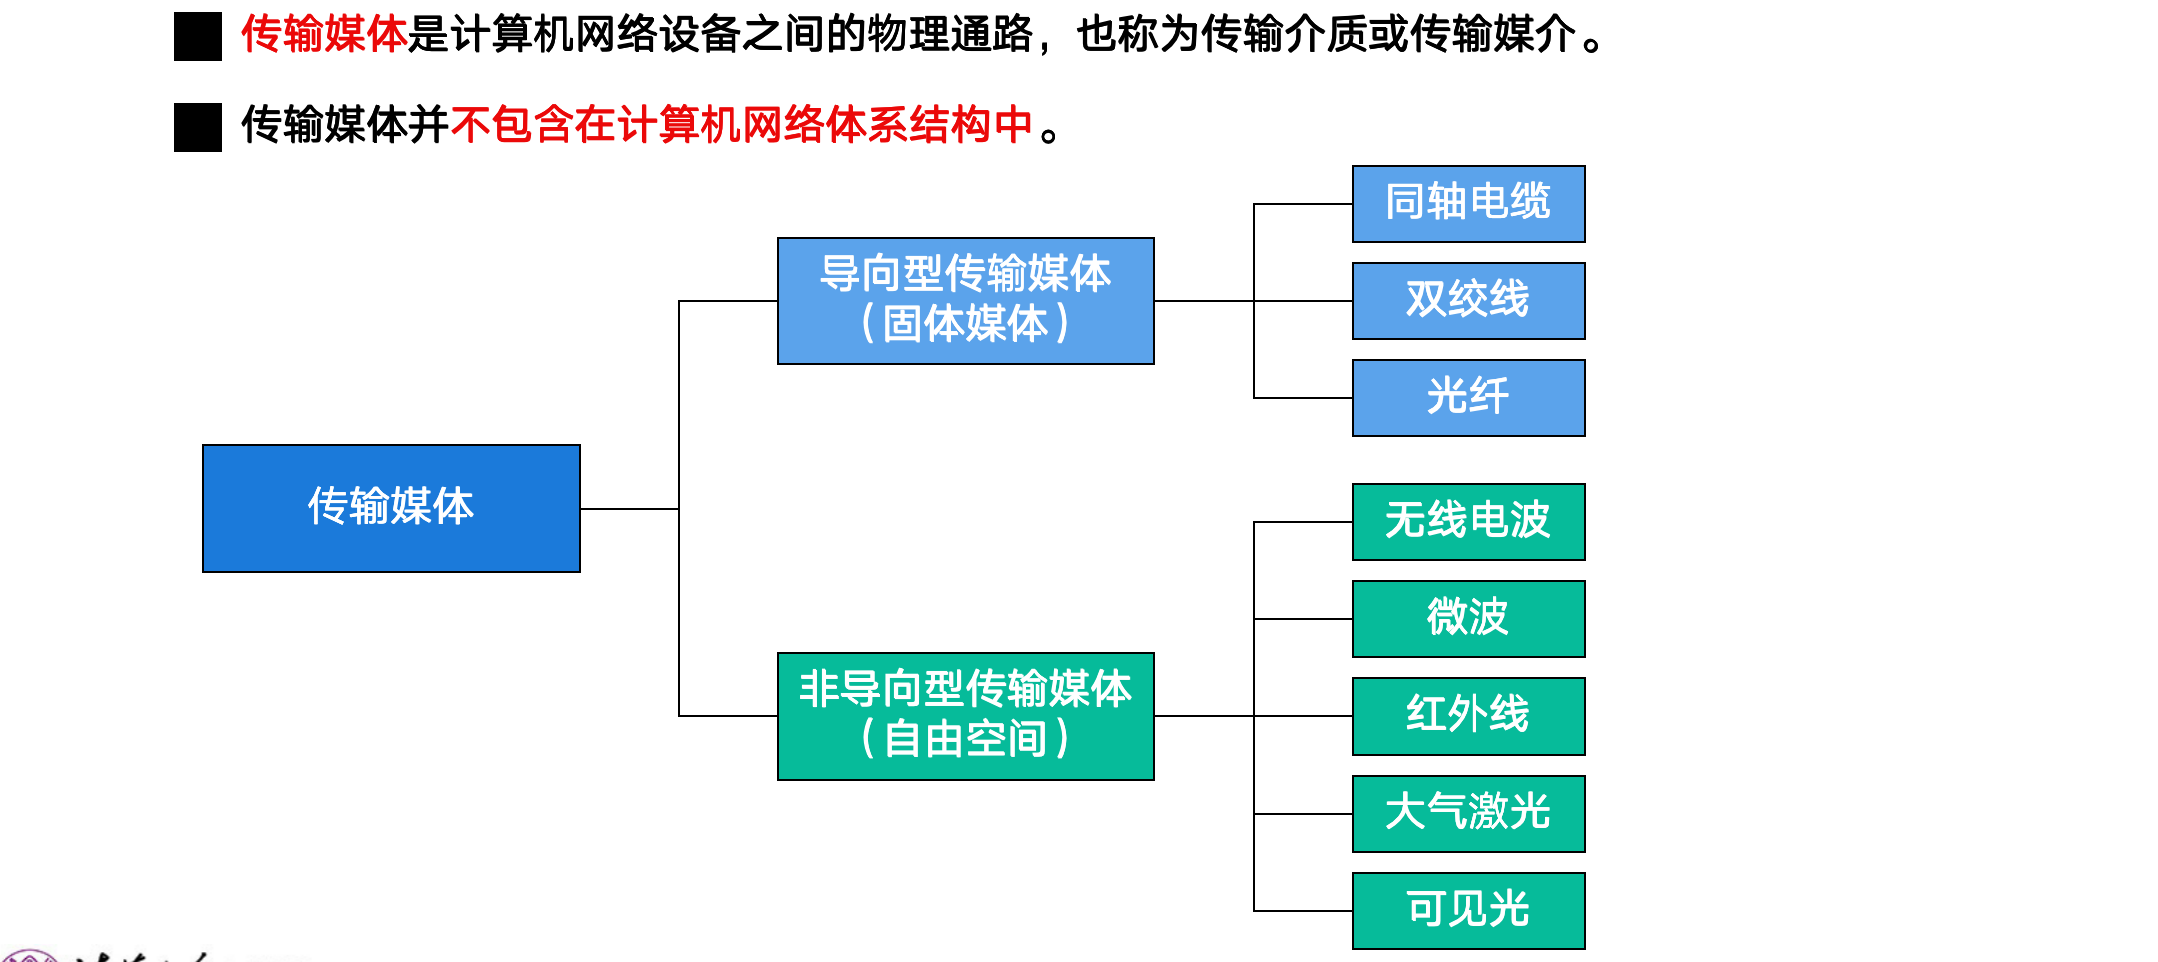 传输媒体是计算机网络设备之间的物理通路，也称为传输介质或传输媒介。
传输媒体并不包含在计算机网络体系结构中。
传输媒体
导向型传输媒体
（固体媒体）
同轴电缆
双绞线
光纤
非导向型传输媒体
（自由空间）
无线电波
微波
红外线
大气激光
可见光